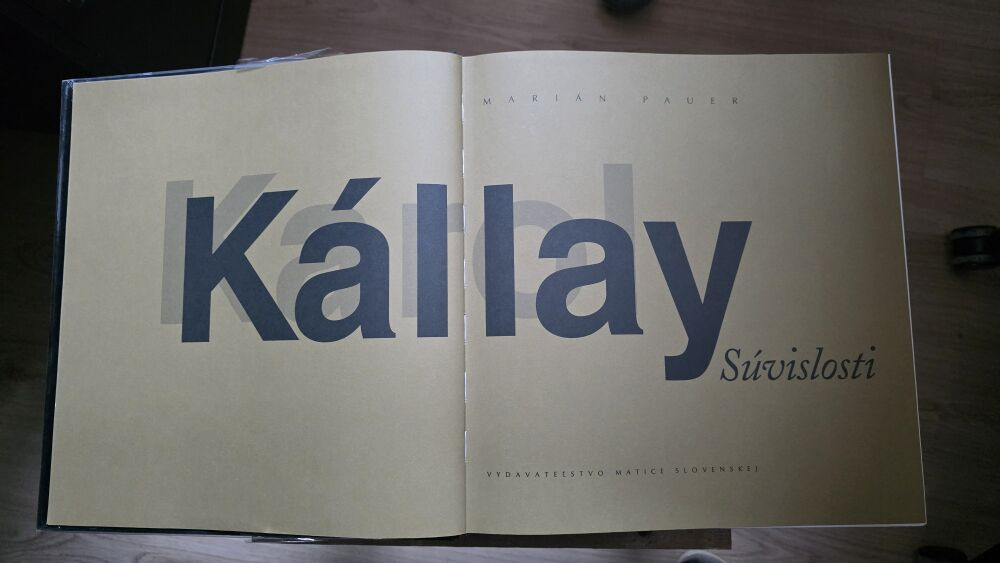 MARIÁN PAUER
Karol
Kállay
Súvislosti
VYDAVATEĽSTVO MATICE SLOVENSKEJ